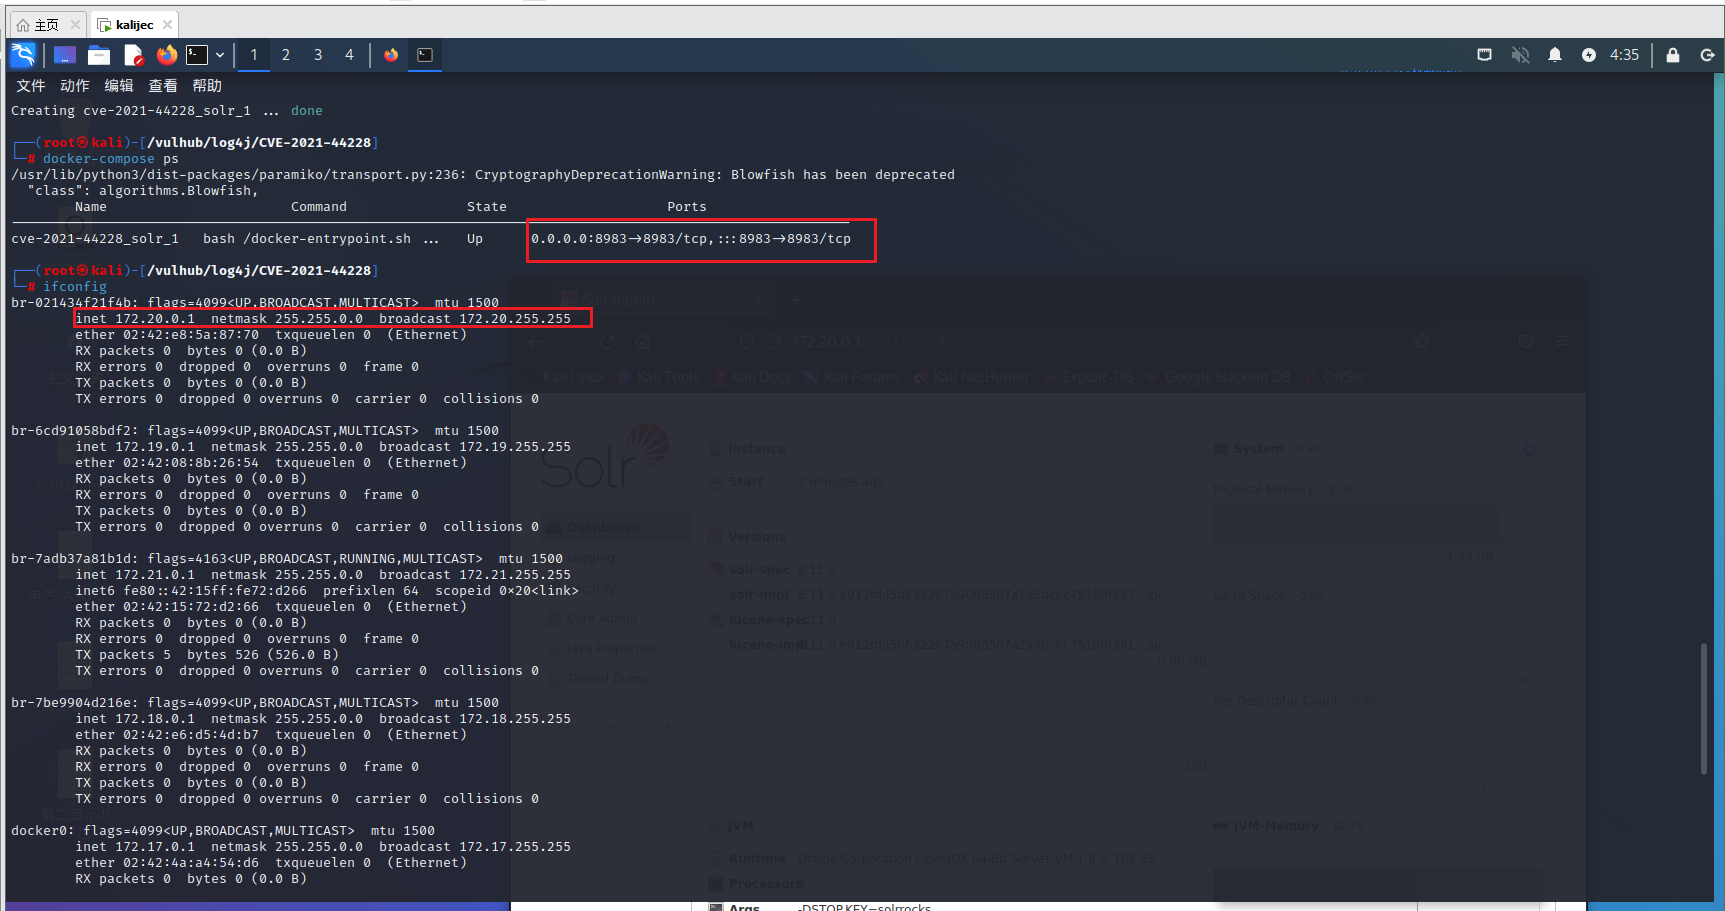 主页
kalijec
1 2 3 4
4:35
文件 动作 编辑 查看 帮助
Creating cve-2021-44228_solr_1 ... done
┌──(root㉿kali)-[/vulhub/log4j/CVE-2021-44228]
└─# docker-compose ps
/usr/lib/python3/dist-packages/paramiko/transport.py:236: CryptographyDeprecationWarning: Blowfish has been deprecated
"class": algorithms.Blowfish,
Name Command State Ports
cve-2021-44228_solr_1 bash /docker-entrypoint.sh ... Up 0.0.0.0:8983->8983/tcp,:::8983->8983/tcp
┌──(root㉿kali)-[/vulhub/log4j/CVE-2021-44228]
└─# ifconfig
br-021434f21f4b: flags=4099<UP,BROADCAST,MULTICAST> mtu 1500
inet 172.20.0.1 netmask 255.255.0.0 broadcast 172.20.255.255
ether 02:42:e8:5a:87:70 txqueuelen 0 (Ethernet)
RX packets 0 bytes 0 (0.0 B)
RX errors 0 dropped 0 overruns 0 frame 0
TX packets 0 bytes 0 (0.0 B)
TX errors 0 dropped 0 overruns 0 carrier 0 collisions 0
br-6cd91058bdf2: flags=4099<UP,BROADCAST,MULTICAST> mtu 1500
inet 172.19.0.1 netmask 255.255.0.0 broadcast 172.19.255.255
ether 02:42:08:8b:26:54 txqueuelen 0 (Ethernet)
RX packets 0 bytes 0 (0.0 B)
RX errors 0 dropped 0 overruns 0 frame 0
TX packets 0 bytes 0 (0.0 B)
TX errors 0 dropped 0 overruns 0 carrier 0 collisions 0
br-7adb37a81b1d: flags=4163<UP,BROADCAST,RUNNING,MULTICAST> mtu 1500
inet 172.21.0.1 netmask 255.255.0.0 broadcast 172.21.255.255
inet6 fe80::42:15ff:fe72:d266 prefixlen 64 scopeid 0x20<link>
ether 02:42:15:72:d2:66 txqueuelen 0 (Ethernet)
RX packets 0 bytes 0 (0.0 B)
RX errors 0 dropped 0 overruns 0 frame 0
TX packets 5 bytes 526 (526.0 B)
TX errors 0 dropped 0 overruns 0 carrier 0 collisions 0
br-7be9904d216e: flags=4099<UP,BROADCAST,MULTICAST> mtu 1500
inet 172.18.0.1 netmask 255.255.0.0 broadcast 172.18.255.255
ether 02:42:e6:d5:4d:b7 txqueuelen 0 (Ethernet)
RX packets 0 bytes 0 (0.0 B)
RX errors 0 dropped 0 overruns 0 frame 0
TX packets 0 bytes 0 (0.0 B)
TX errors 0 dropped 0 overruns 0 carrier 0 collisions 0
docker0: flags=4099<UP,BROADCAST,MULTICAST> mtu 1500
inet 172.17.0.1 netmask 255.255.0.0 broadcast 172.17.255.255
ether 02:42:4a:a4:54:d6 txqueuelen 0 (Ethernet)
RX packets 0 bytes 0 (0.0 B)
Solr Admin
172.20.0.1
Kali Linux Kali Tools Kali Docs Kali Forums Kali NetHunter Exploit-DB Google Hacking DB OffSec
Solr
Dashboard
Logging
Security
Core Admin
Java Properties
Thread Dump
Instance
Start 2 minutes ago
Versions
solr-spec 8.11.0
solr-impl
lucene-spec 8.11.0
lucene-impl
JVM
Runtime Oracle Corporation OpenJDK 64-Bit Server VM 1.8.0_102 25
Processors
Args -DSTOP.KEY=solrrocks
System
Physical Memory
3.33 GB
Swap Space 0.0%
0.00 MB
File Descriptor Count
190
JVM-Memory